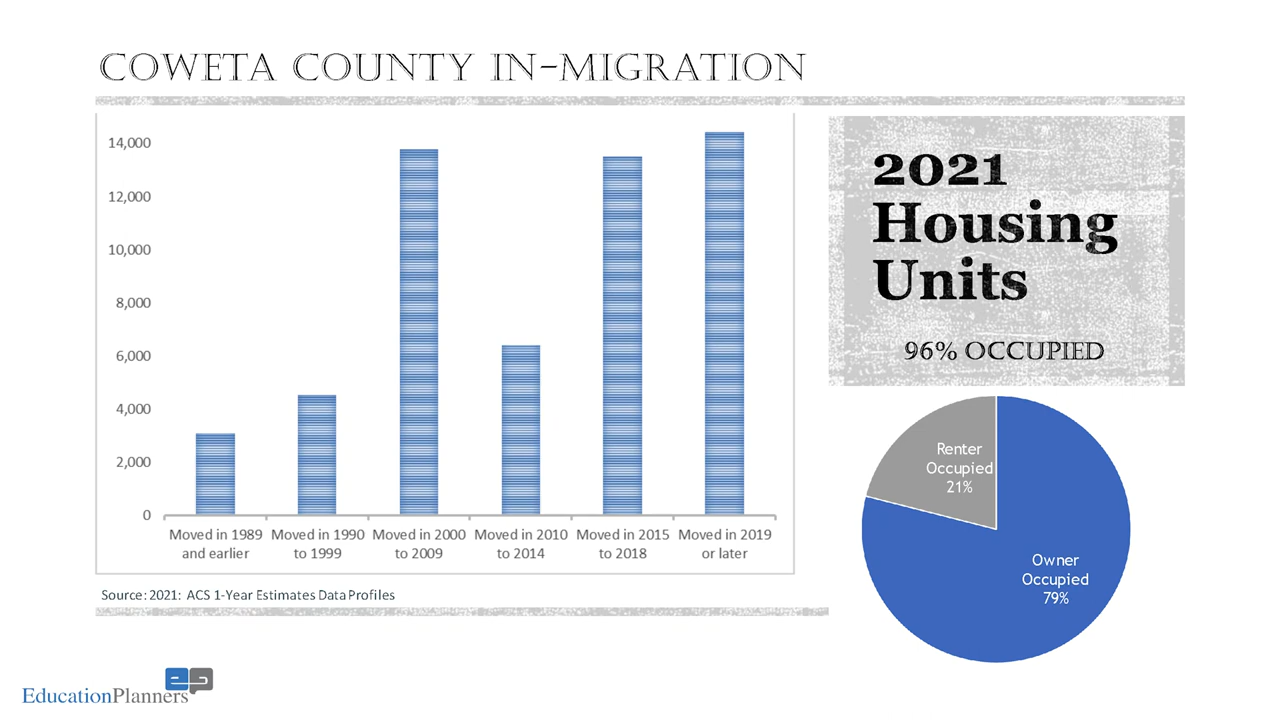 COWETA COUNTY IN-MIGRATION
14,000
12,000
10,000
8,000
6,000
4,000
2,000
0
Moved in 1989
and earlier
Moved in 1990
to 1999
Moved in 2000
to 2009
Moved in 2010
to 2014
Moved in 2015
to 2018
Moved in 2019
or later
Source: 2021: ACS 1-Year Estimates Data Profiles
2021
Housing
Units
96% OCCUPIED
Renter
Occupied
21%
Owner
Occupied
79%
EducationPlanners
ep